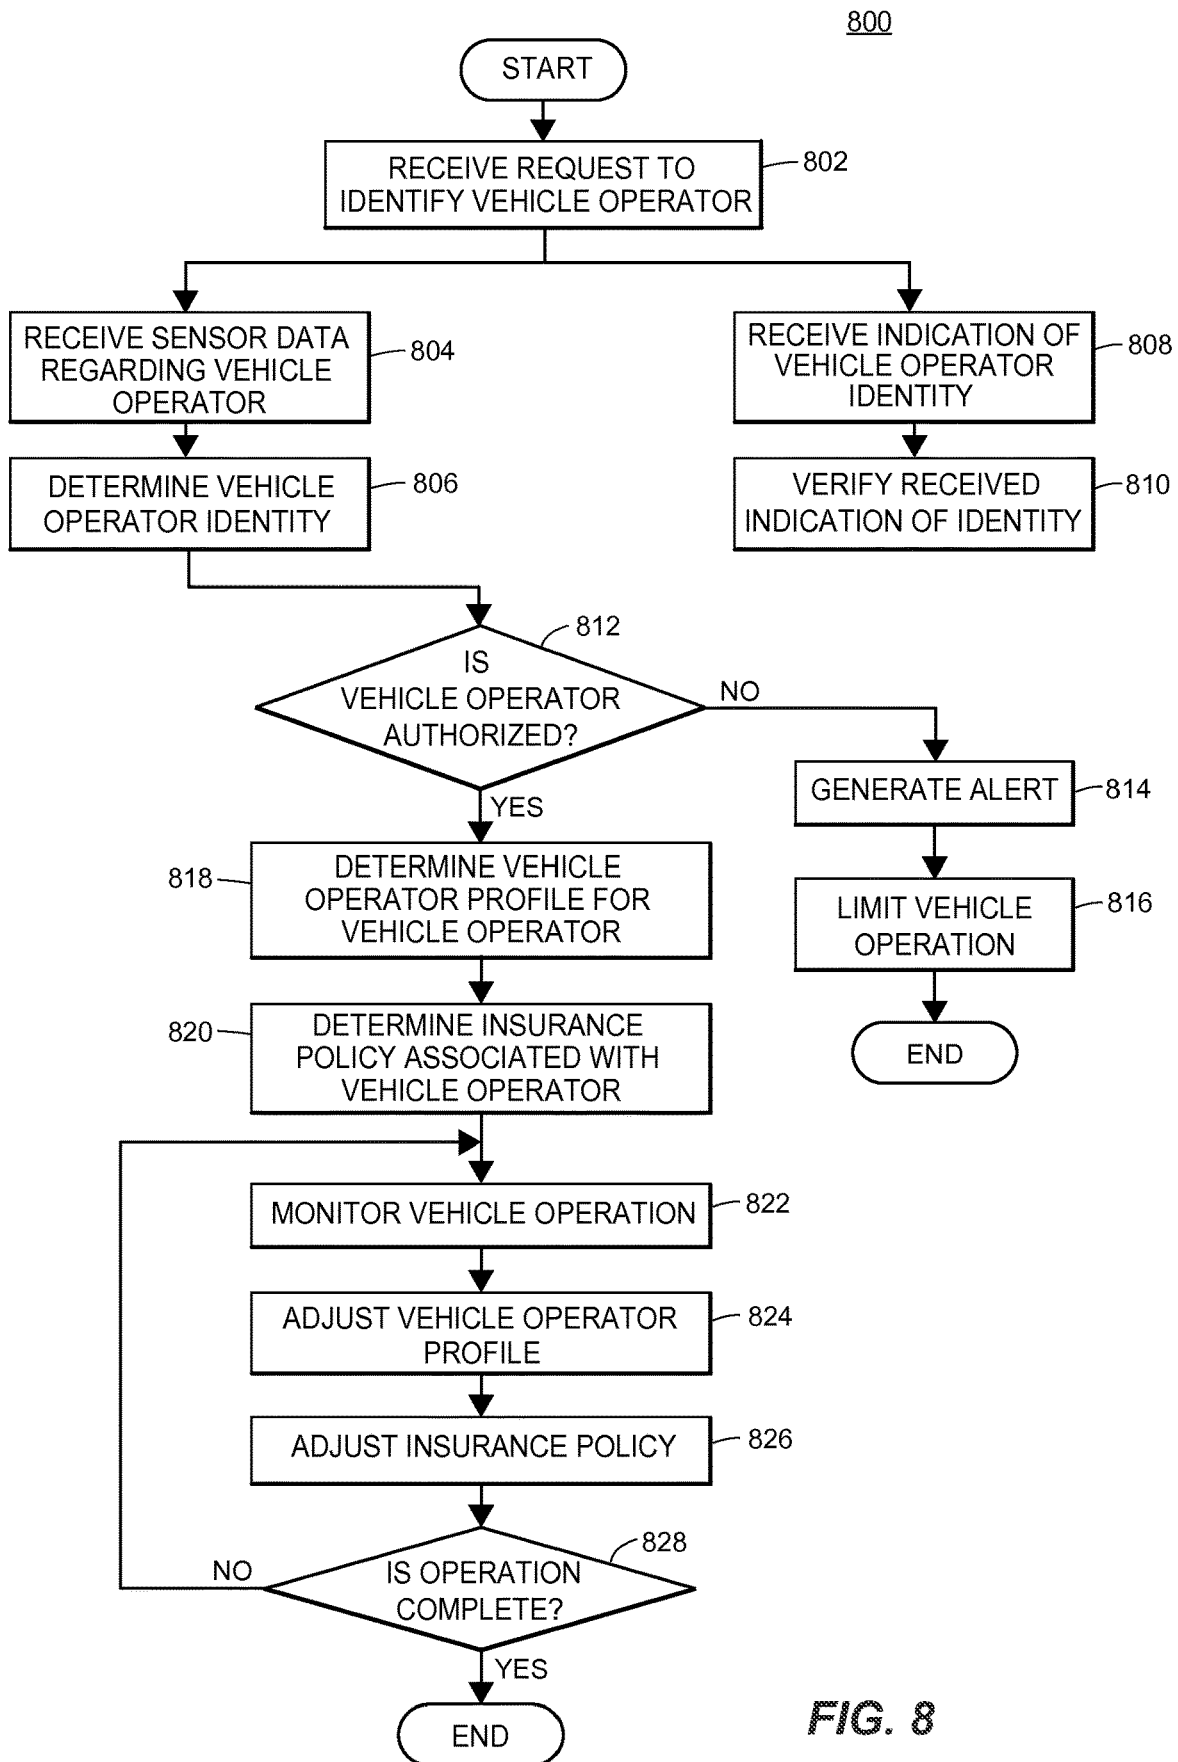 800
START
RECEIVE REQUEST TO
IDENTIFY VEHICLE OPERATOR
802
RECEIVE SENSOR DATA
REGARDING VEHICLE
OPERATOR
804
RECEIVE INDICATION OF
VEHICLE OPERATOR
IDENTITY
808
DETERMINE VEHICLE
OPERATOR IDENTITY
806
VERIFY RECEIVED
INDICATION OF IDENTITY
810
812
IS
VEHICLE OPERATOR
AUTHORIZED?
NO
YES
GENERATE ALERT
814
LIMIT VEHICLE
OPERATION
816
END
818
DETERMINE VEHICLE
OPERATOR PROFILE FOR
VEHICLE OPERATOR
820
DETERMINE INSURANCE
POLICY ASSOCIATED WITH
VEHICLE OPERATOR
MONITOR VEHICLE OPERATION
822
ADJUST VEHICLE OPERATOR
PROFILE
824
ADJUST INSURANCE POLICY
826
828
IS OPERATION
COMPLETE?
NO
YES
END
FIG. 8